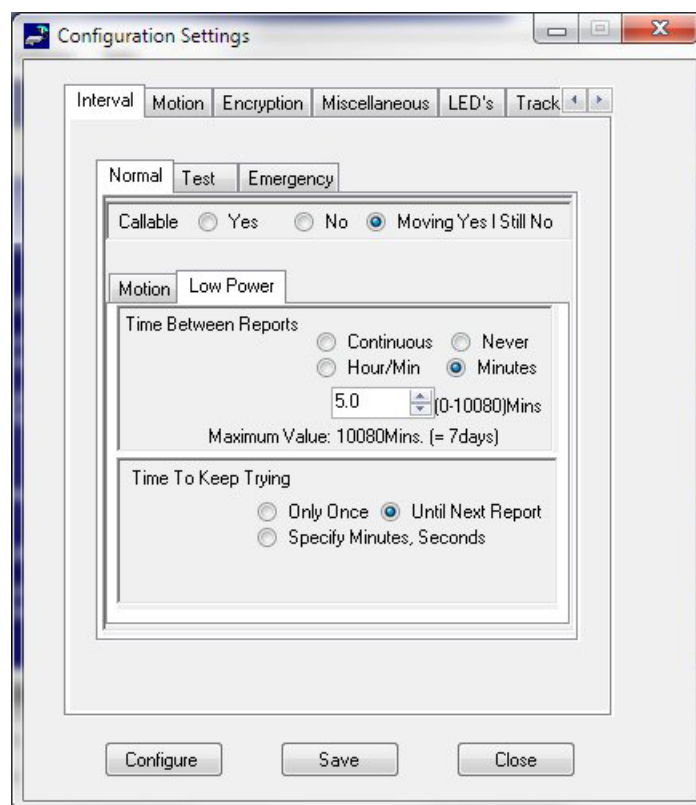 Configuration Settings
Interval Motion Encryption Miscellaneous LED's Track
Normal Test Emergency
Callable Yes No Moving Yes I Still No
Motion Low Power
Time Between Reports
Continuous Never
Hour/Min Minutes
5.0 (0-10080)Mins
Maximum Value: 10080Mins. (= 7days)
Time To Keep Trying
Only Once Until Next Report
Specify Minutes, Seconds
Configure Save Close